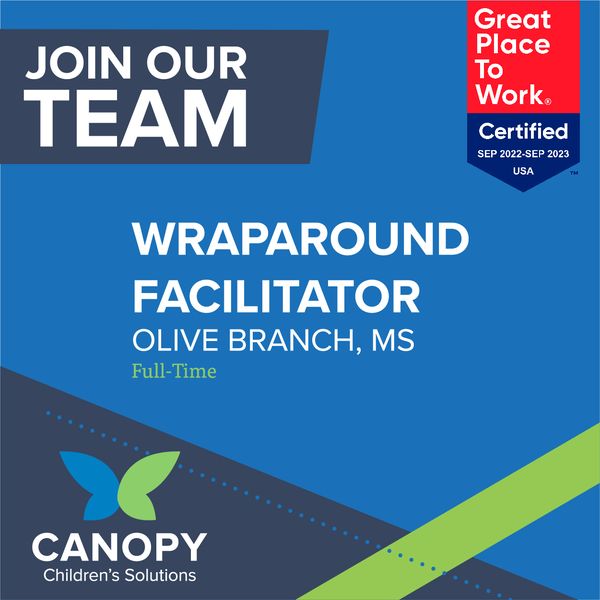 JOIN OUR
TEAM
Great
Place
To
Work®
Certified
SEP 2022-SEP 2023
USA
™
WRAPAROUND
FACILITATOR
OLIVE BRANCH, MS
Full-Time
CANOPY
Children's Solutions